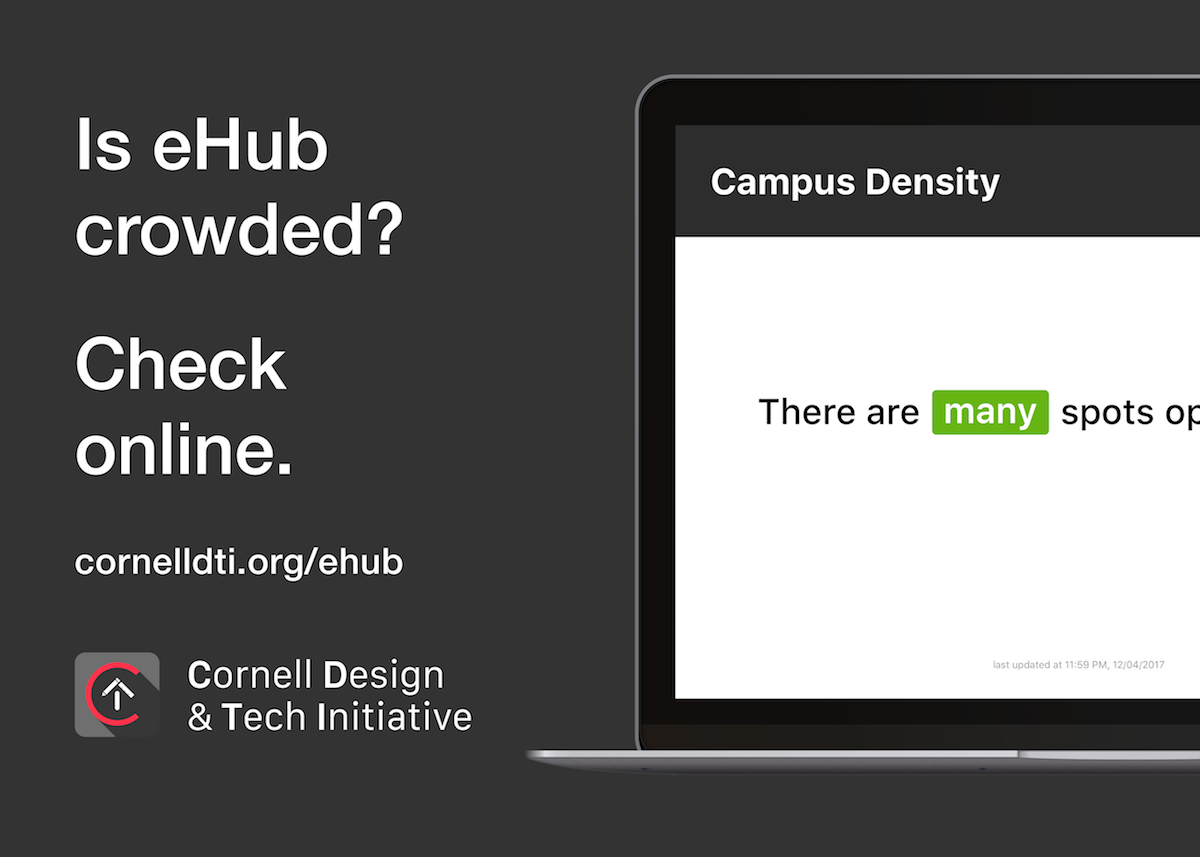 Is eHub
crowded?
Check
online.
cornelldti.org/ehub
Cornell Design
& Tech Initiative
Campus Density
There are many spots op
last updated at 11:59 PM, 12/04/2017